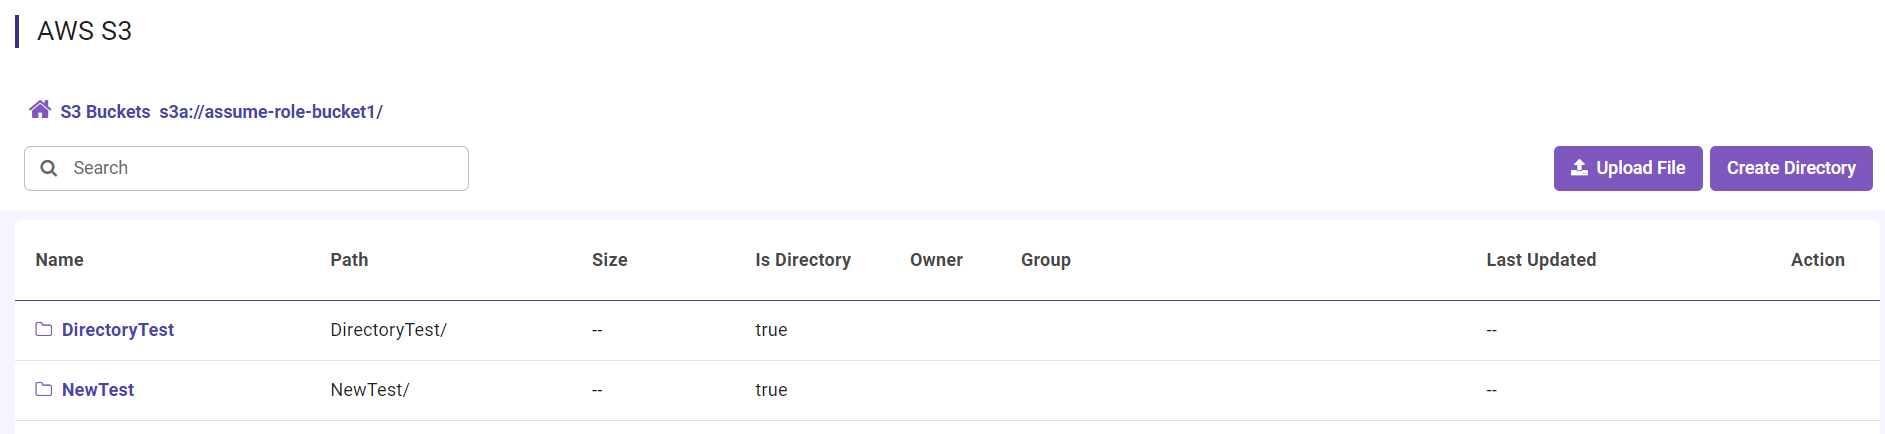 AWS S3
S3 Buckets s3a://assume-role-bucket1/
Search
Upload File
Create Directory
Name Path Size Is Directory Owner Group Last Updated Action
DirectoryTest DirectoryTest/ -- true --
NewTest NewTest/ -- true --